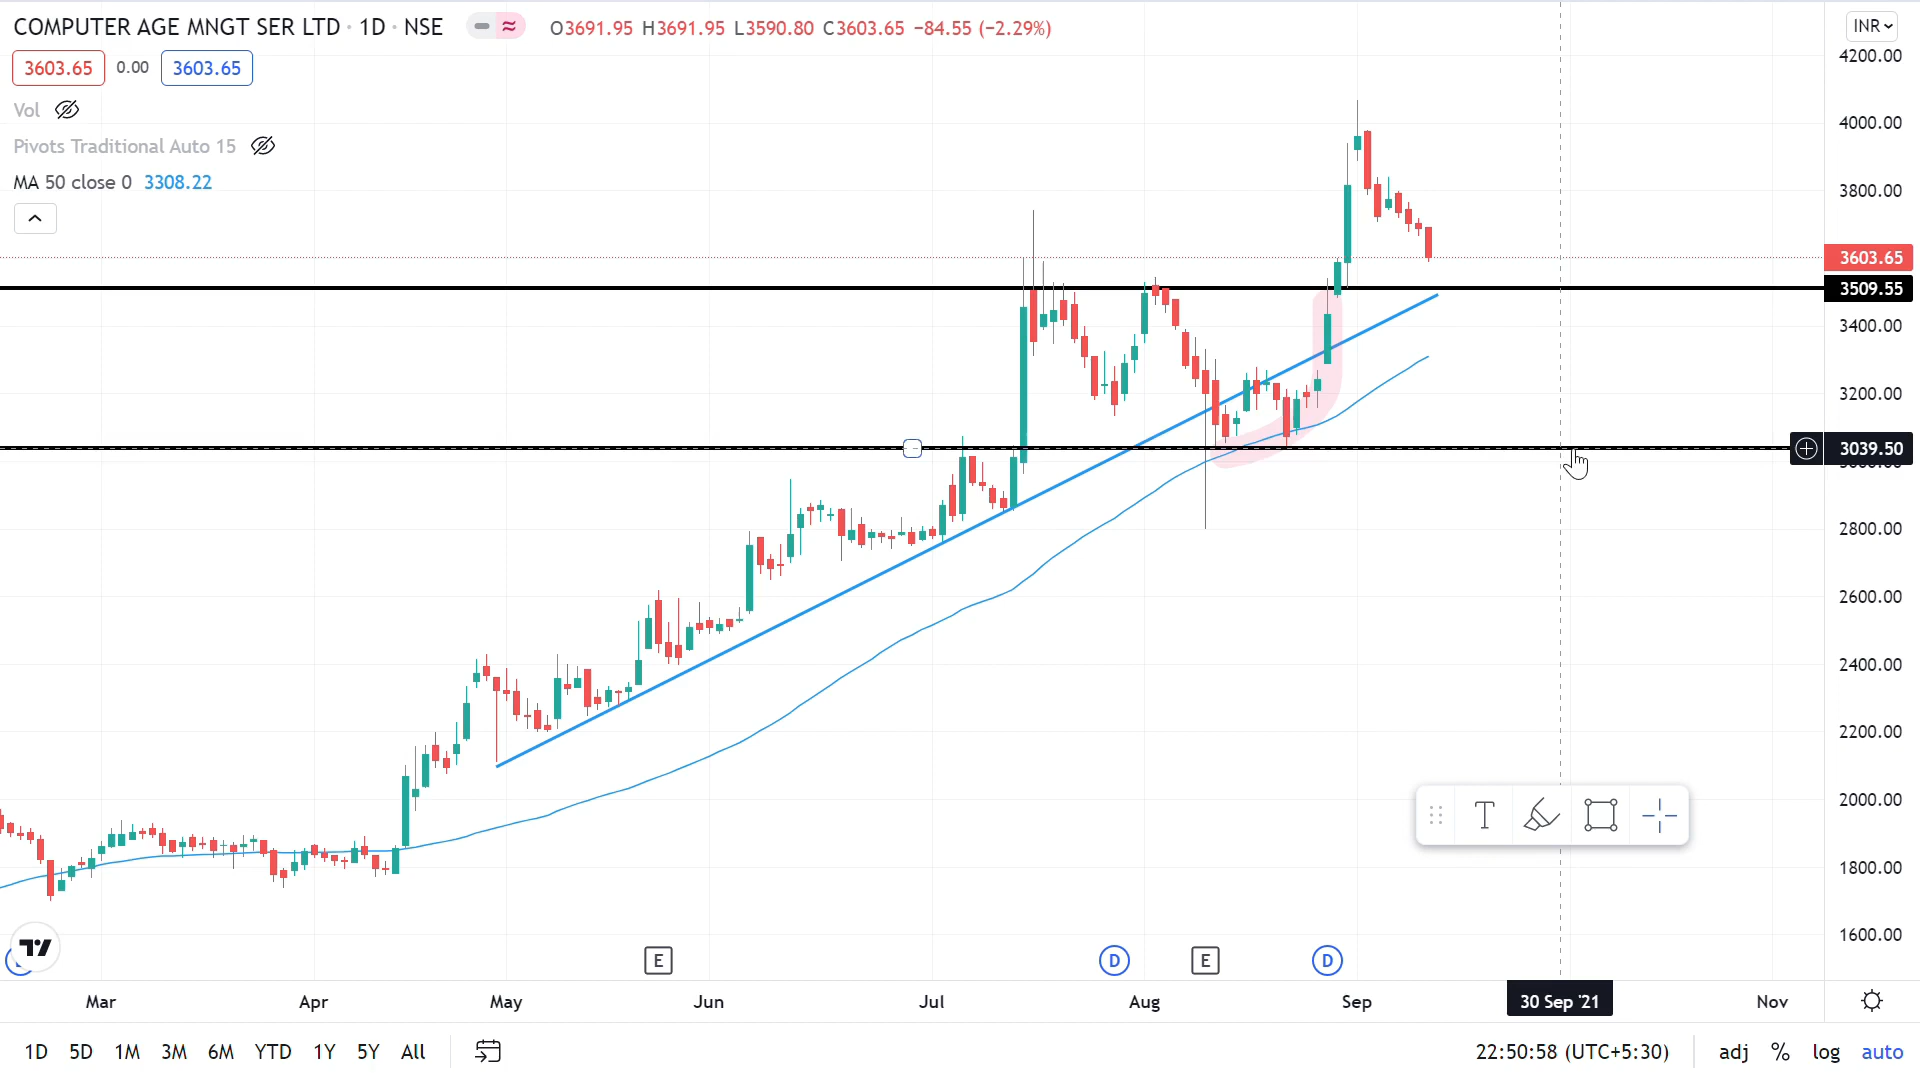 COMPUTER AGE MNGT SER LTD · 1D · NSE O3691.95 H3691.95 L3590.80 C3603.65 −84.55 (−2.29%) INR
3603.65 0.00 3603.65
Vol
Pivots Traditional Auto 15
MA 50 close 0 3308.22
4200.00
4000.00
3800.00
3603.65
3509.55
3400.00
3200.00
3039.50
2800.00
2600.00
2400.00
2200.00
2000.00
1800.00
1600.00
E D E D
Mar Apr May Jun Jul Aug Sep 30 Sep '21 Nov
1D 5D 1M 3M 6M YTD 1Y 5Y All 22:50:58 (UTC+5:30) adj % log auto